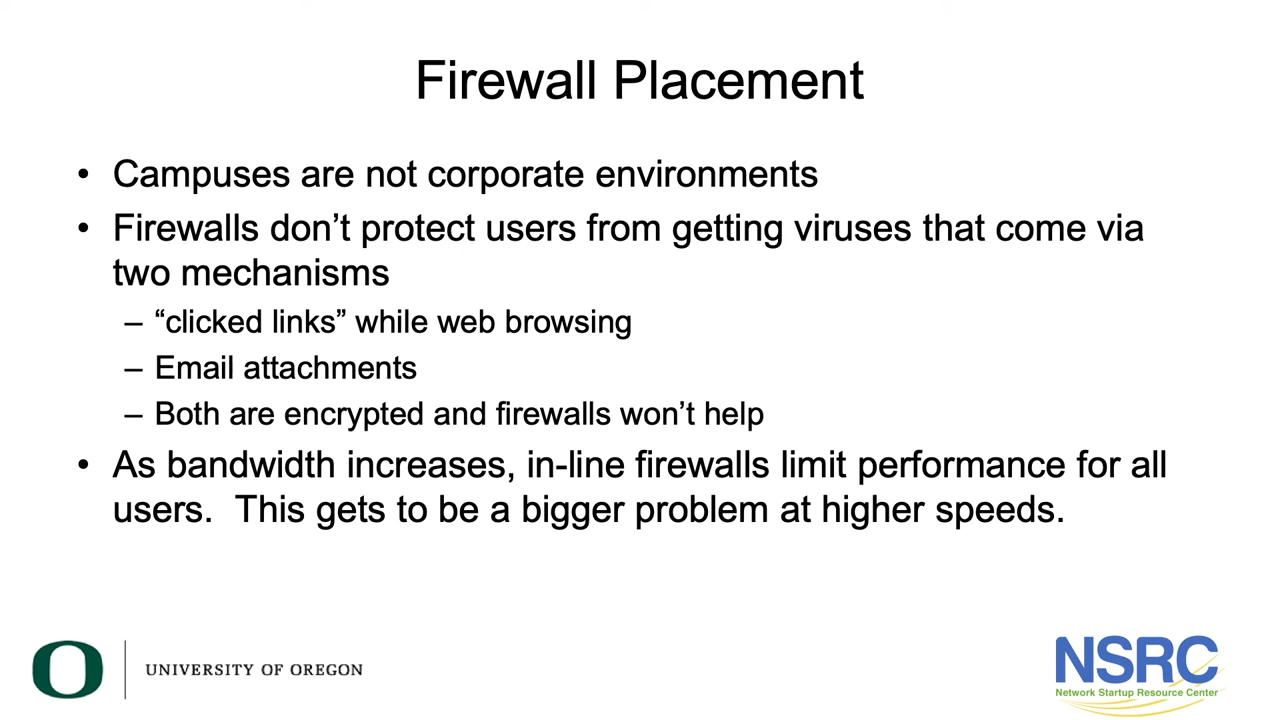 Firewall Placement
• Campuses are not corporate environments
• Firewalls don’t protect users from getting viruses that come via
two mechanisms
– “clicked links” while web browsing
– Email attachments
– Both are encrypted and firewalls won’t help
• As bandwidth increases, in-line firewalls limit performance for all
users.  This gets to be a bigger problem at higher speeds.
O
UNIVERSITY OF OREGON
NSRC
Network Startup Resource Center